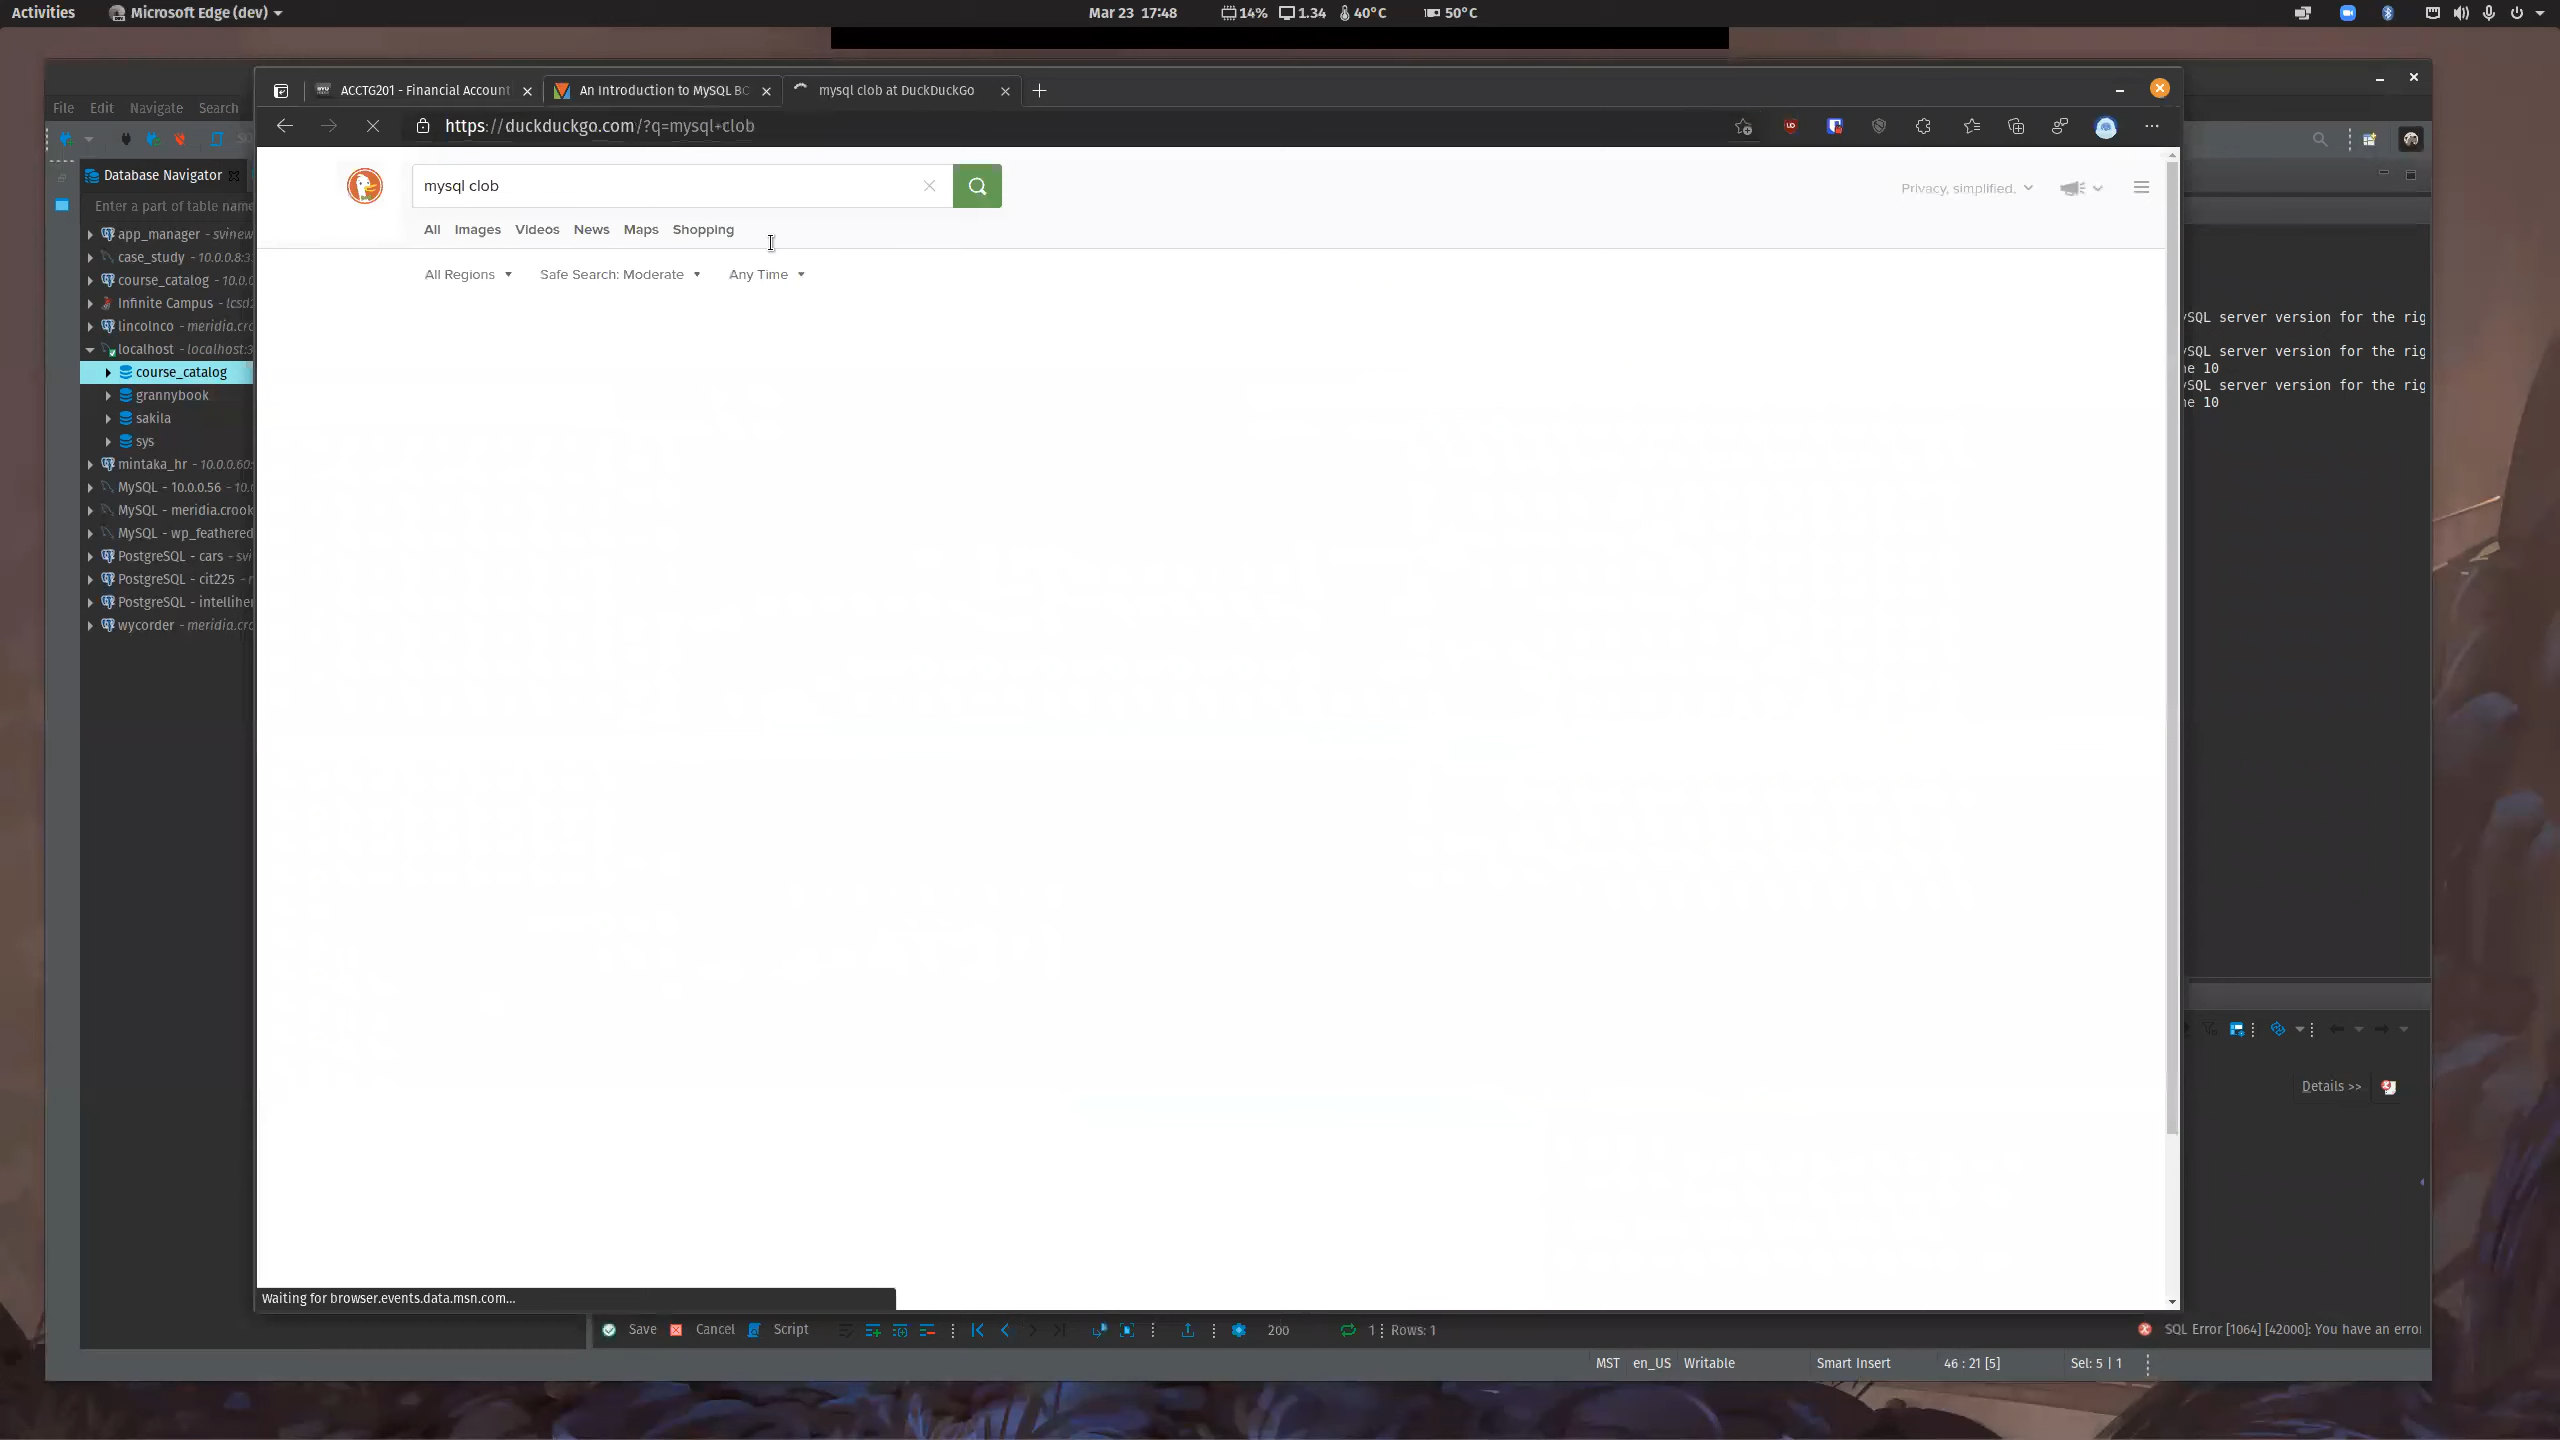 Activities
Microsoft Edge (dev)
Mar 23 17:48
14%
1.34
40°C
50°C
ACCTG201 - Financial Account
An Introduction to MySQL BO
mysql clob at DuckDuckGo
File Edit Navigate Search
https://duckduckgo.com/?q=mysql+clob
Database Navigator
Enter a part of table name
mysql clob
Privacy, simplified.
All Images Videos News Maps Shopping
All Regions
Safe Search: Moderate
Any Time
app_manager
case_study - 10.0.0.8:3
course_catalog - 10.0.0
Infinite Campus - lcsd
lincolnco - meridia.cro
localhost - localhost:3
course_catalog
grannybook
sakila
sys
mintaka_hr - 10.0.0.60:
MySQL - 10.0.0.56 - 10.
MySQL - meridia.crook
MySQL - wp_feathered
PostgreSQL - cars - svi
PostgreSQL - cit225
PostgreSQL - intellihe
wycorder - meridia.cro
ySQL server version for the rig
ySQL server version for the rig
ne 10
ySQL server version for the rig
ne 10
Details >>
Waiting for browser.events.data.msn.com...
Save
Cancel
Script
200
1
Rows: 1
SQL Error [1064] [42000]: You have an erro
MST
en_US
Writable
Smart Insert
46 : 21 [5]
Sel: 5 | 1